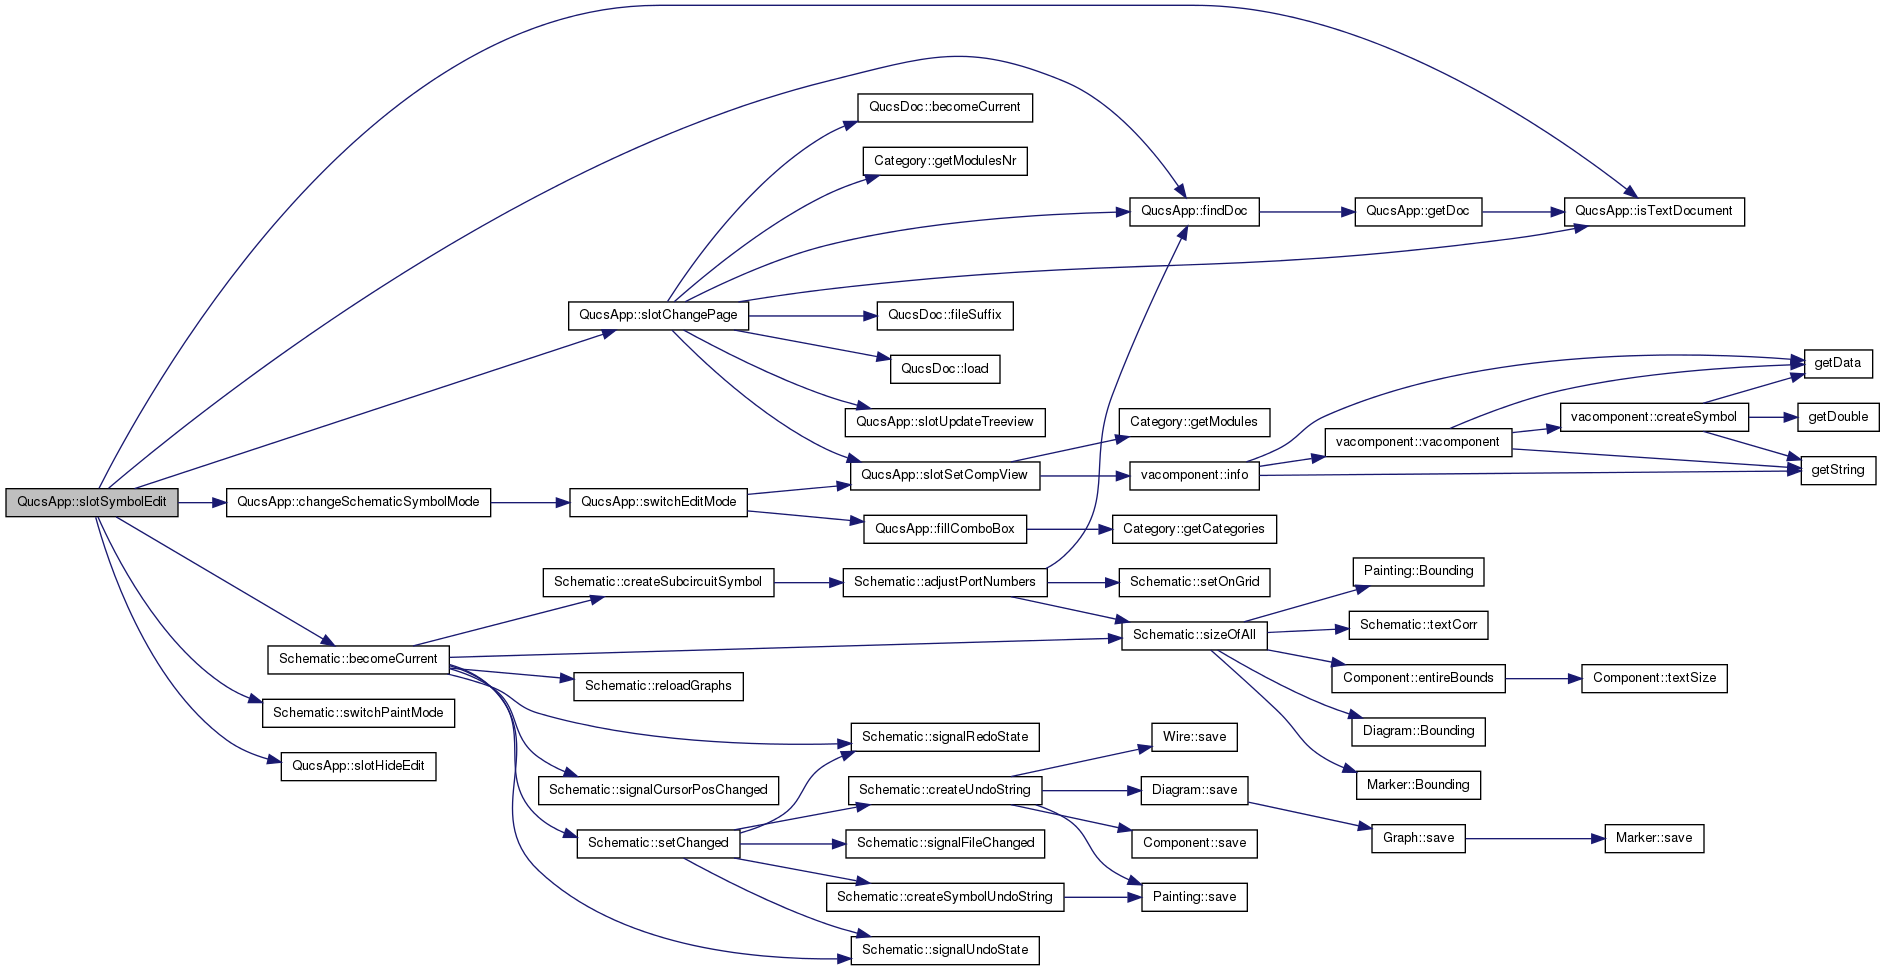 QucsDoc::becomeCurrent
Category::getModulesNr
QucsApp::findDoc
QucsApp::getDoc
QucsApp::isTextDocument
QucsApp::slotChangePage
QucsDoc::fileSuffix
QucsDoc::load
getData
QucsApp::slotUpdateTreeview
Category::getModules
vacomponent::createSymbol
getDouble
vacomponent::vacomponent
QucsApp::slotSetCompView
vacomponent::info
getString
QucsApp::slotSymbolEdit
QucsApp::changeSchematicSymbolMode
QucsApp::switchEditMode
QucsApp::fillComboBox
Category::getCategories
Schematic::createSubcircuitSymbol
Schematic::adjustPortNumbers
Schematic::setOnGrid
Painting::Bounding
Schematic::textCorr
Schematic::sizeOfAll
Schematic::becomeCurrent
Component::entireBounds
Component::textSize
Schematic::reloadGraphs
Schematic::switchPaintMode
Diagram::Bounding
Schematic::signalRedoState
Wire::save
QucsApp::slotHideEdit
Marker::Bounding
Schematic::signalCursorPosChanged
Schematic::createUndoString
Diagram::save
Schematic::setChanged
Schematic::signalFileChanged
Component::save
Graph::save
Marker::save
Schematic::createSymbolUndoString
Painting::save
Schematic::signalUndoState